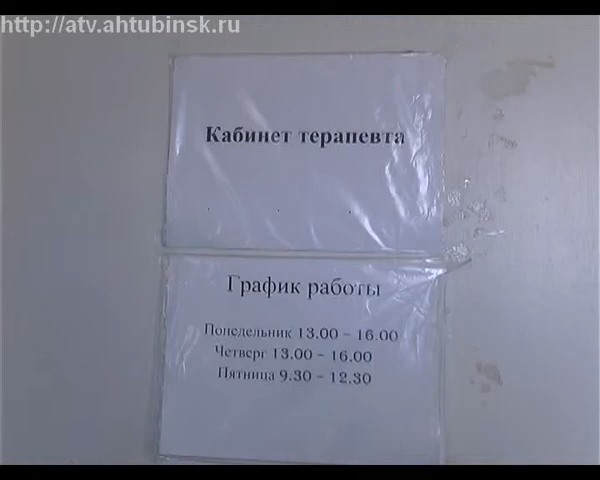 http://atv.ahtubinsk.ru
Кабинет терапевта
График работы
Понедельник 13.00 - 16.00
Четверг 13.00 - 16.00
Пятница 9.30 - 12.30